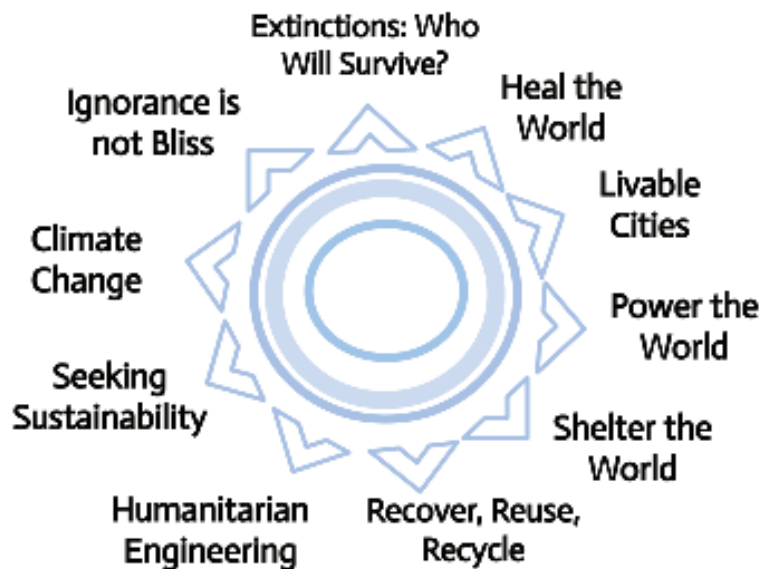 Extinctions: Who
Will Survive?
Heal the
World
Livable
Cities
Power the
World
Shelter the
World
Recover, Reuse,
Recycle
Humanitarian
Engineering
Seeking
Sustainability
Climate
Change
Ignorance is
not Bliss